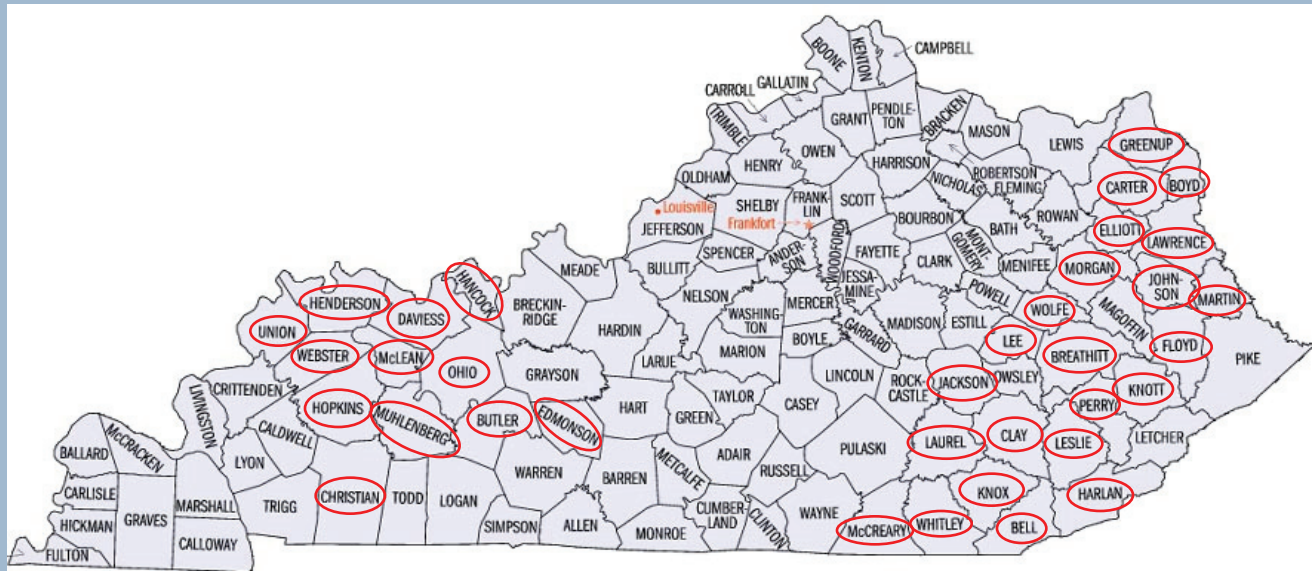 CAMPBELL
BOONE
KENTON
GALLATIN
CARROLL
TRIMBLE
GRANT
PENDLE-
TON
BRACKEN
MASON
LEWIS
GREENUP
OWEN
HENRY
HARRISON
ROBERTSON
FLEMING
NICHOLAS
CARTER
BOYD
OLDHAM
SHELBY
FRANK-
LIN
SCOTT
BOURBON
BATH
ROWAN
ELLIOTT
LAWRENCE
Louisville
JEFFERSON
Frankfort
SPENCER
ANDER-
SON
WOODFORD
FAYETTE
CLARK
MONT-
GOMERY
MENIFEE
MORGAN
JOHN-
SON
MARTIN
HANCOCK
MEADE
BULLITT
NELSON
JESSA-
MINE
POWELL
WOLFE
MAGOFFIN
HENDERSON
DAVIESS
BRECKIN-
RIDGE
HARDIN
WASHING-
TON
MERCER
GARRARD
MADISON
ESTILL
LEE
BREATHITT
FLOYD
PIKE
UNION
WEBSTER
McLEAN
OHIO
GRAYSON
LARUE
MARION
BOYLE
LINCOLN
ROCK-
CASTLE
JACKSON
OWSLEY
PERRY
KNOTT
CRITTENDEN
LIVINGSTON
HOPKINS
MUHLENBERG
BUTLER
EDMONSON
HART
GREEN
TAYLOR
CASEY
PULASKI
LAUREL
CLAY
LESLIE
LETCHER
BALLARD
McCRACKEN
LYON
CALDWELL
WARREN
BARREN
METCALFE
ADAIR
RUSSELL
CARLISLE
MARSHALL
TRIGG
CHRISTIAN
TODD
LOGAN
KNOX
HARLAN
HICKMAN
GRAVES
CALLOWAY
SIMPSON
ALLEN
MONROE
CUMBER-
LAND
CLINTON
WAYNE
McCREARY
WHITLEY
BELL
FULTON